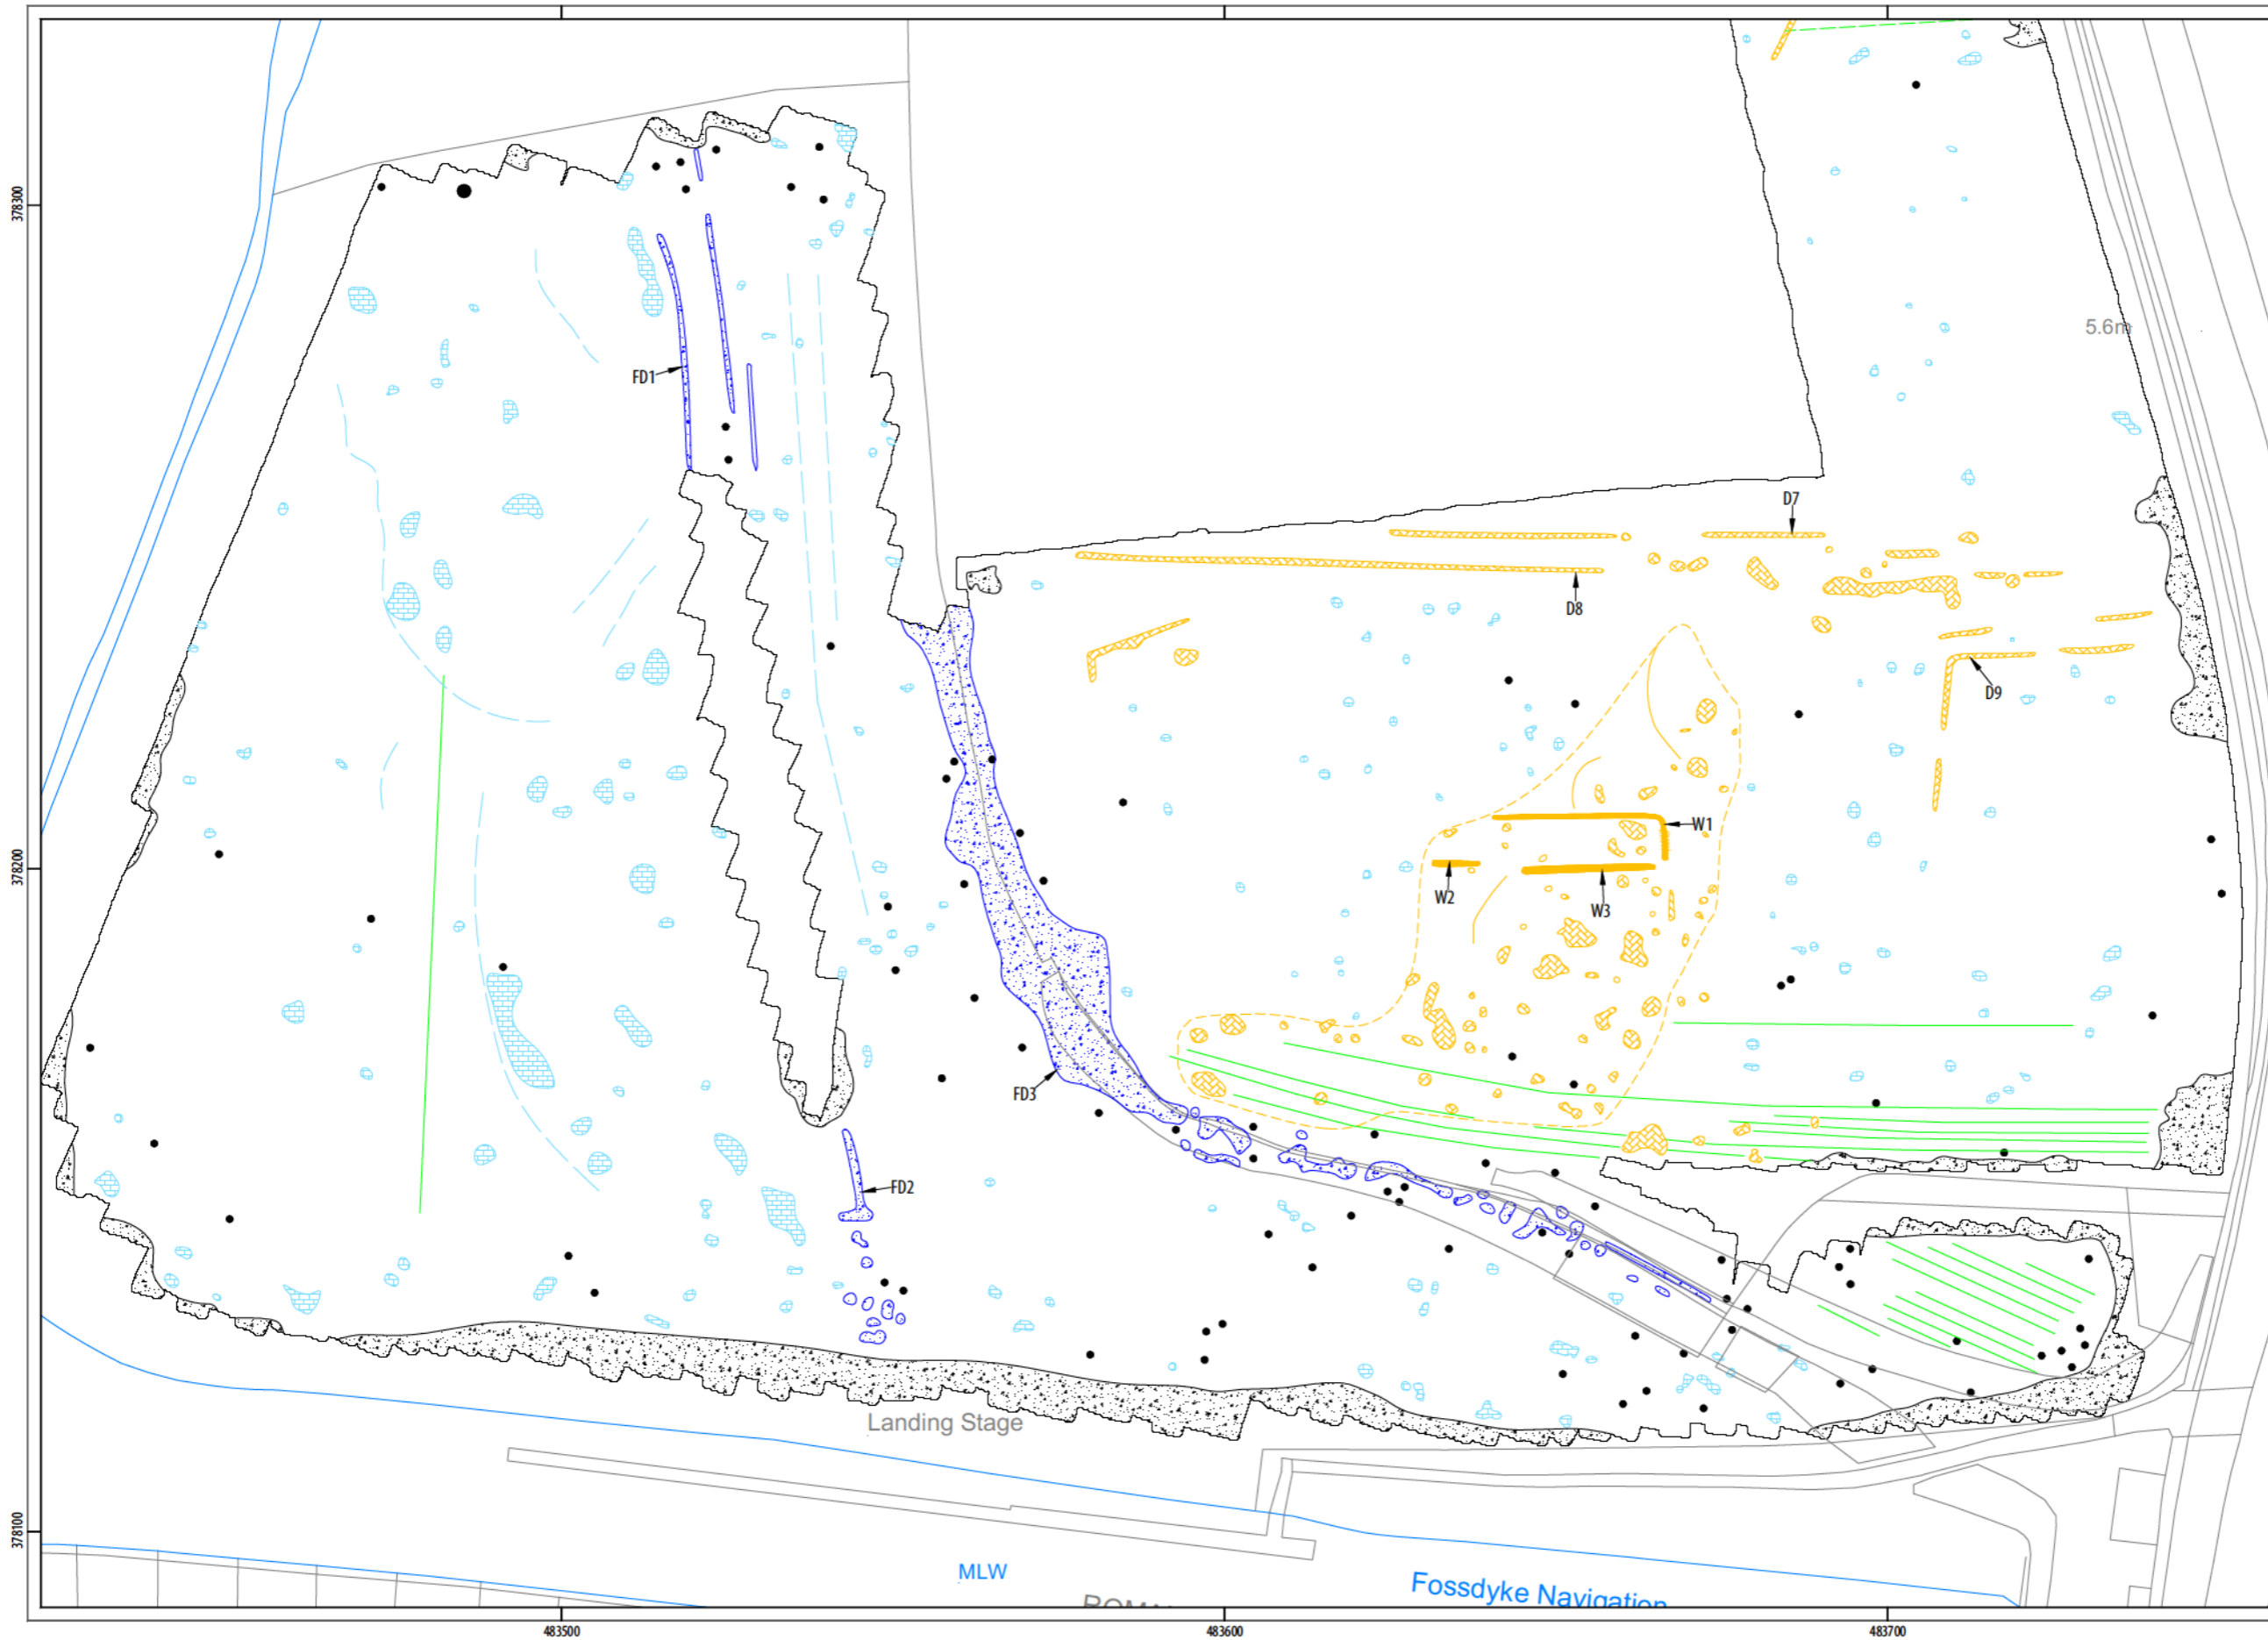 378300
5.6m
FD1
D7
D8
D9
W1
378200
W2
W3
FD3
FD2
Landing Stage
378100
MLW
Fossdyke Navigation
483500
483600
483700